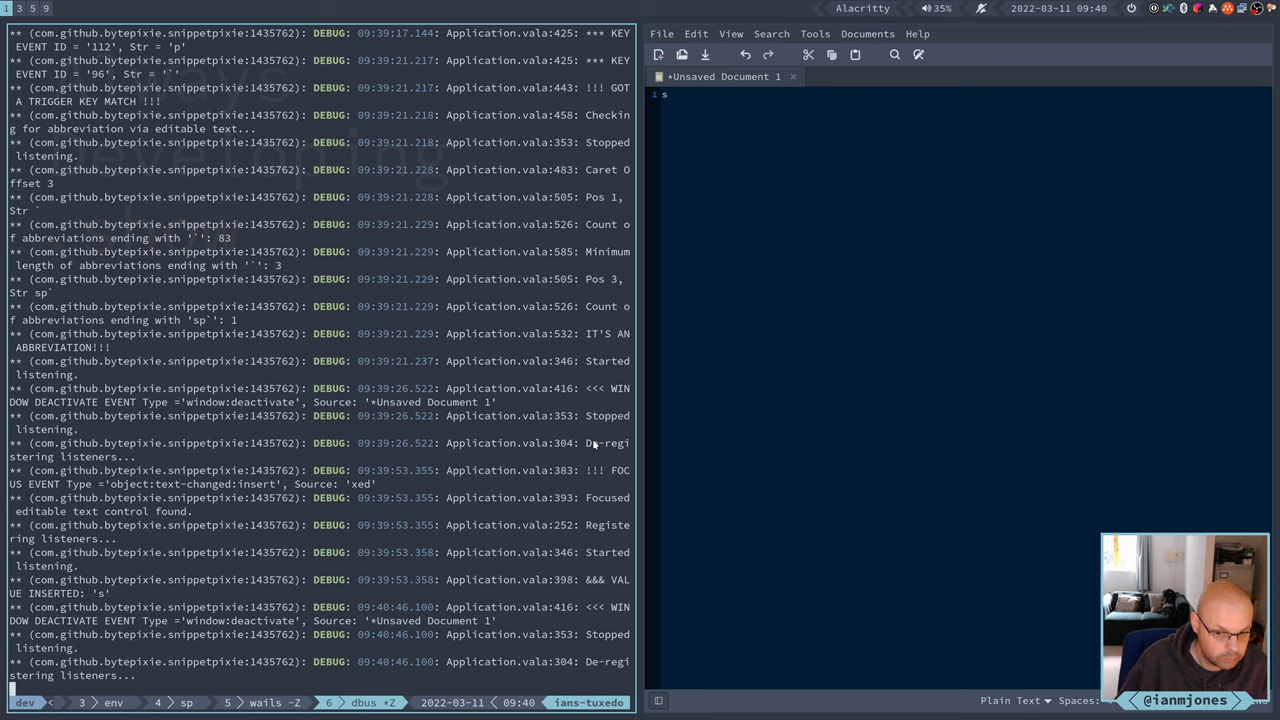 1 3 5 9
Alacritty 35% 2022-03-11 09:40
** (com.github.bytepixie.snippetpixie:1435762): DEBUG: 09:39:17.144: Application.vala:425: *** KEY
EVENT ID = '112', Str = 'p'
** (com.github.bytepixie.snippetpixie:1435762): DEBUG: 09:39:21.217: Application.vala:425: *** KEY
EVENT ID = '96', Str = '`'
** (com.github.bytepixie.snippetpixie:1435762): DEBUG: 09:39:21.217: Application.vala:443: !!! GOT
A TRIGGER KEY MATCH !!!
** (com.github.bytepixie.snippetpixie:1435762): DEBUG: 09:39:21.218: Application.vala:458: Checkin
g for abbreviation via editable text...
** (com.github.bytepixie.snippetpixie:1435762): DEBUG: 09:39:21.218: Application.vala:353: Stopped
listening.
** (com.github.bytepixie.snippetpixie:1435762): DEBUG: 09:39:21.228: Application.vala:483: Caret O
ffset 3
** (com.github.bytepixie.snippetpixie:1435762): DEBUG: 09:39:21.228: Application.vala:505: Pos 1,
Str `
** (com.github.bytepixie.snippetpixie:1435762): DEBUG: 09:39:21.229: Application.vala:526: Count o
f abbreviations ending with '`': 83
** (com.github.bytepixie.snippetpixie:1435762): DEBUG: 09:39:21.229: Application.vala:585: Minimum
length of abbreviations ending with '`': 3
** (com.github.bytepixie.snippetpixie:1435762): DEBUG: 09:39:21.229: Application.vala:505: Pos 3,
Str sp`
** (com.github.bytepixie.snippetpixie:1435762): DEBUG: 09:39:21.229: Application.vala:526: Count o
f abbreviations ending with 'sp`': 1
** (com.github.bytepixie.snippetpixie:1435762): DEBUG: 09:39:21.229: Application.vala:532: IT'S AN
ABBREVIATION!!!
** (com.github.bytepixie.snippetpixie:1435762): DEBUG: 09:39:21.237: Application.vala:346: Started
listening.
** (com.github.bytepixie.snippetpixie:1435762): DEBUG: 09:39:26.522: Application.vala:416: <<< WIN
DOW DEACTIVATE EVENT Type ='window:deactivate', Source: '*Unsaved Document 1'
** (com.github.bytepixie.snippetpixie:1435762): DEBUG: 09:39:26.522: Application.vala:353: Stopped
listening.
** (com.github.bytepixie.snippetpixie:1435762): DEBUG: 09:39:26.522: Application.vala:304: De-regi
stering listeners...
** (com.github.bytepixie.snippetpixie:1435762): DEBUG: 09:39:53.355: Application.vala:383: !!! FOC
US EVENT Type ='object:text-changed:insert', Source: 'xed'
** (com.github.bytepixie.snippetpixie:1435762): DEBUG: 09:39:53.355: Application.vala:393: Focused
editable text control found.
** (com.github.bytepixie.snippetpixie:1435762): DEBUG: 09:39:53.355: Application.vala:252: Registe
ring listeners...
** (com.github.bytepixie.snippetpixie:1435762): DEBUG: 09:39:53.358: Application.vala:346: Started
listening.
** (com.github.bytepixie.snippetpixie:1435762): DEBUG: 09:39:53.358: Application.vala:398: &&& VAL
UE INSERTED: 's'
** (com.github.bytepixie.snippetpixie:1435762): DEBUG: 09:40:46.100: Application.vala:416: <<< WIN
DOW DEACTIVATE EVENT Type ='window:deactivate', Source: '*Unsaved Document 1'
** (com.github.bytepixie.snippetpixie:1435762): DEBUG: 09:40:46.100: Application.vala:353: Stopped
listening.
** (com.github.bytepixie.snippetpixie:1435762): DEBUG: 09:40:46.100: Application.vala:304: De-regi
stering listeners...
dev 3 env 4 sp 5 wails -Z 6 dbus *Z 2022-03-11 09:40 ians-tuxedo
File Edit View Search Tools Documents Help
*Unsaved Document 1
1 s
Plain Text Spaces:
@ianmjones